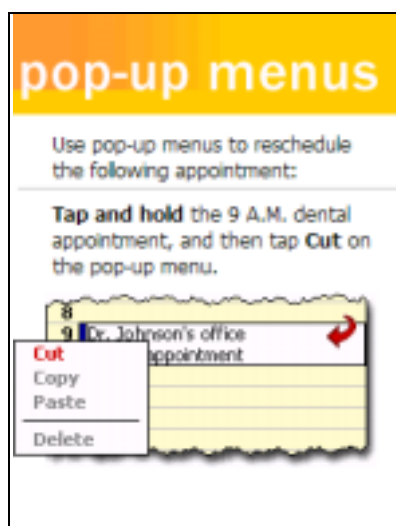 pop-up menus
Use pop-up menus to reschedule
the following appointment:
Tap and hold the 9 A.M. dental
appointment, and then tap Cut on
the pop-up menu.
8
9 Dr. Johnson's office
appointment
Cut
Copy
Paste
Delete